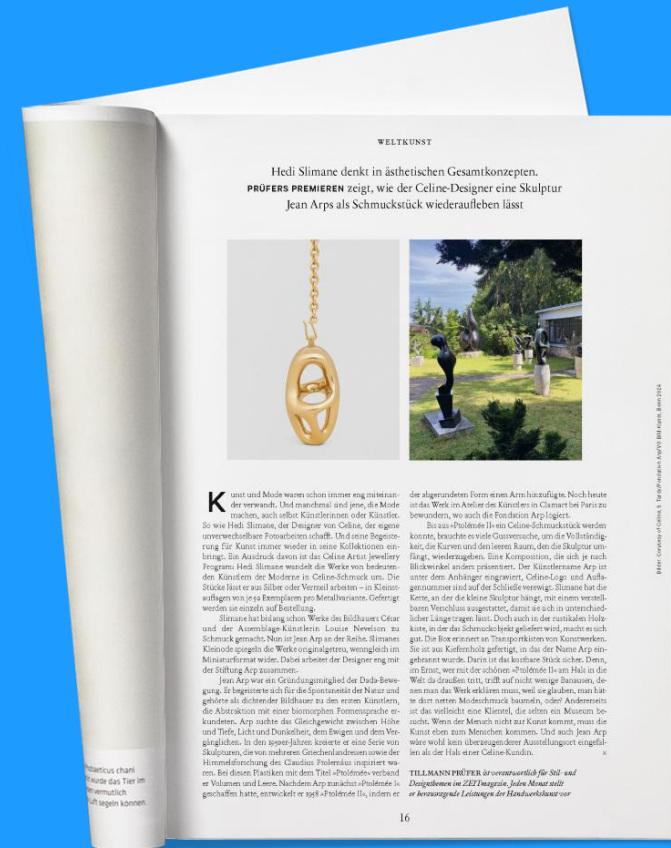 WELTKUNST
Hedi Slimane denkt in ästhetischen Gesamtkonzepten.
PRÜFERS PREMIEREN zeigt, wie der Celine-Designer eine Skulptur
Jean Arps als Schmuckstück wiederaufleben lässt
Kunst und Mode waren schon immer eng miteinan-
der verwandt. Und manchmal sind jene, die Mode
machen, auch selbst Künstlerinnen oder Künstler.
So wie Hedi Slimane, der Designer von Celine, der eigene
unverwechselbare Fotoarbeiten schafft. Und seine Begeiste-
rung für Kunst immer wieder in seine Kollektionen ein-
bringt. Ein Ausdruck davon ist das Celine Artist Jewellery
Program: Hedi Slimane wandelt die Werke von bedeuten-
den Künstlern der Moderne in Celine-Schmuck um. Die
Stücke lässt er aus Silber oder Vermeil arbeiten – in Kleinst-
auflagen von je 50 Exemplaren pro Metallvariante. Gefertigt
werden sie einzeln auf Bestellung.
Slimane hat bislang schon Werke des Bildhauers César
und der Assemblage-Künstlerin Louise Nevelson zu
Schmuck gemacht. Nun ist Jean Arp an der Reihe. Slimanes
Kleinode spiegeln die Werke originalgetreu, wenngleich im
Miniaturformat wider. Dabei arbeitet der Designer eng mit
der Stiftung Arp zusammen.
Jean Arp war ein Gründungsmitglied der Dada-Bewe-
gung. Er begeisterte sich für die Spontaneität der Natur und
gehörte als dichtender Bildhauer zu den ersten Künstlern,
die Abstraktion mit einer biomorphen Formensprache er-
kundeten. Arp suchte das Gleichgewicht zwischen Höhe
und Tiefe, Licht und Dunkelheit, dem Ewigen und dem Ver-
gänglichen. In den 1950er-Jahren kreierte er eine Serie von
Skulpturen, die von mehreren Griechenlandreisen sowie der
Himmelsforschung des Claudius Ptolemäus inspiriert wa-
ren. Bei diesen Plastiken mit dem Titel »Ptolémée« verband
er Volumen und Leere. Nachdem Arp zunächst »Ptolémée I«
geschaffen hatte, entwickelt er 1958 »Ptolémée II«, indem er
der abgerundeten Form einen Arm hinzufügte. Noch heute
ist das Werk im Atelier des Künstlers in Clamart bei Paris zu
bewundern, wo auch die Fondation Arp logiert.
Bis aus »Ptolémée II« ein Celine-Schmuckstück werden
konnte, brauchte es viele Gussversuche, um die Vollständig-
keit, die Kurven und den leeren Raum, den die Skulptur um-
fängt, wiederzugeben. Eine Komposition, die sich je nach
Blickwinkel anders präsentiert. Der Künstlername Arp ist
unter dem Anhänger eingraviert, Celine-Logo und Aufla-
gennummer sind auf der Schließe verewigt. Slimane hat die
Kette, an der die kleine Skulptur hängt, mit einem verstell-
baren Verschluss ausgestattet, damit sie sich in unterschied-
licher Länge tragen lässt. Doch auch in der rustikalen Holz-
kiste, in der das Schmuckobjekt geliefert wird, macht es sich
gut. Die Box erinnert an Transportkisten von Kunstwerken.
Sie ist aus Kiefernholz gefertigt, in das der Name Arp ein-
gebrannt wurde. Darin ist das kostbare Stück sicher. Denn,
im Ernst, wer mit der schönen »Ptolémée II« am Hals in die
Welt da draußen tritt, trifft auf nicht wenige Banausen, de-
nen man das Werk erklären muss, weil sie glauben, man hät-
te dort netten Modeschmuck baumeln, oder? Andererseits
ist das vielleicht eine Klientel, die selten ein Museum be-
sucht. Wenn der Mensch nicht zur Kunst kommt, muss die
Kunst eben zum Menschen kommen. Und auch Jean Arp
wäre wohl kein überzeugenderer Ausstellungsort eingefal-
len als der Hals einer Celine-Kundin. ×
TILLMANN PRÜFER ist verantwortlich für Stil- und
Designthemen im ZEITmagazin. Jeden Monat stellt
er herausragende Leistungen der Handwerkskunst vor
16
chani
wurde das Tier im
vermutlich
Luft segeln können.